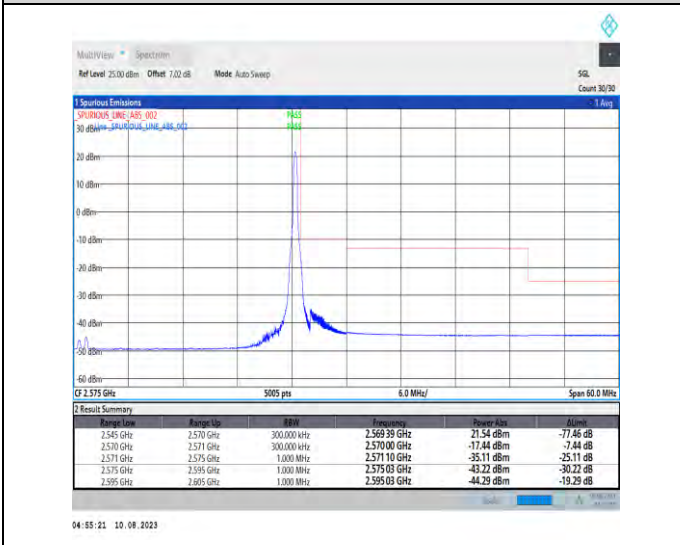 MultiView Spectrum
Ref Level 25.00 dBm Offset 7.02 dB Mode Auto Sweep SGL
Count 30/30
1 Spurious Emissions 1 Avg
_SPURIOUS_LINE_ABS_002 PASS
30 dBm Line _SPURIOUS_LINE_ABS_002 PASS
20 dBm
10 dBm
0 dBm
-10 dBm
-20 dBm
-30 dBm
-40 dBm
-50 dBm
-60 dBm
CF 2.575 GHz 5005 pts 6.0 MHz/ Span 60.0 MHz
2 Result Summary
Range Low Range Up RBW Frequency Power Abs ΔLimit
2.545 GHz 2.570 GHz 300.000 kHz 2.569 39 GHz 21.54 dBm -77.46 dB
2.570 GHz 2.571 GHz 300.000 kHz 2.570 00 GHz -17.44 dBm -7.44 dB
2.571 GHz 2.575 GHz 1.000 MHz 2.571 10 GHz -35.11 dBm -25.11 dB
2.575 GHz 2.595 GHz 1.000 MHz 2.575 03 GHz -43.22 dBm -30.22 dB
2.595 GHz 2.605 GHz 1.000 MHz 2.595 03 GHz -44.29 dBm -19.29 dB
04:55:21 10.08.2023